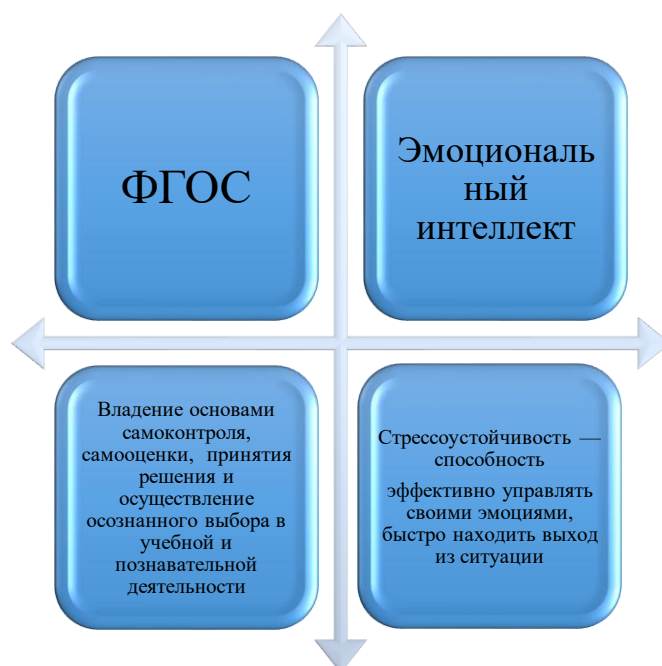 ФГОС
Эмоциональ
ный
интеллект
Владение основами
самоконтроля,
самооценки, принятия
решения и
осуществление
осознанного выбора в
учебной и
познавательной
деятельности
Стрессоустойчивость —
способность
эффективно управлять
своими эмоциями,
быстро находить выход
из ситуации